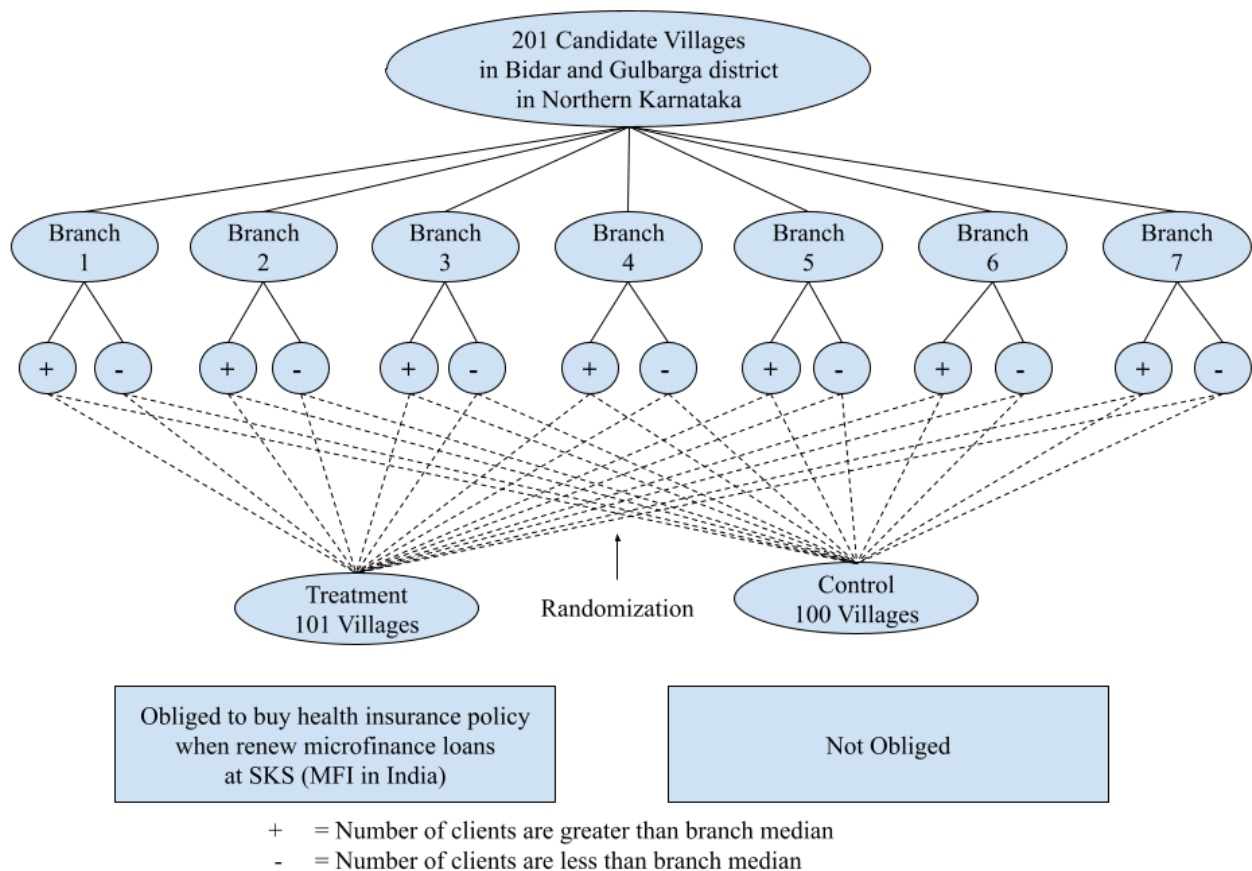 201 Candidate Villages
in Bidar and Gulbarga district
in Northern Karnataka
Branch
1
Branch
2
Branch
3
Branch
4
Branch
5
Branch
6
Branch
7
+ - + - + - + - + - + - + -
Treatment
101 Villages
Randomization
Control
100 Villages
Obliged to buy health insurance policy
when renew microfinance loans
at SKS (MFI in India)
Not Obliged
+ = Number of clients are greater than branch median
- = Number of clients are less than branch median